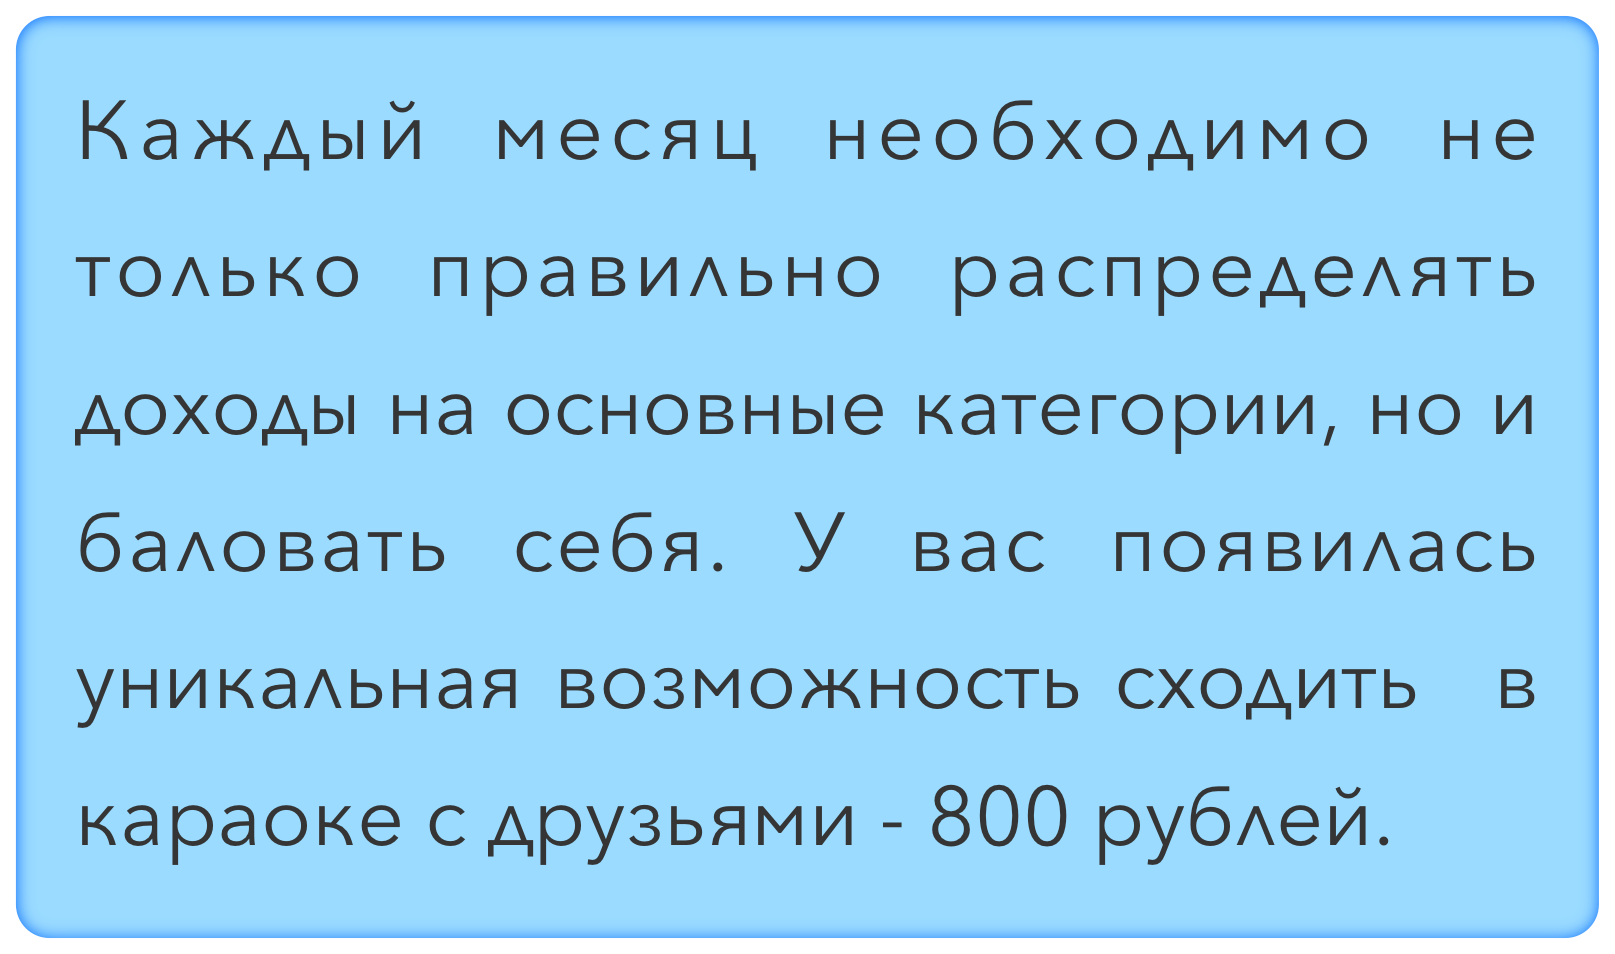 Каждый месяц необходимо не
только правильно распределять
доходы на основные категории, но и
баловать себя. У вас появилась
уникальная возможность сходить в
караоке с друзьями - 800 рублей.